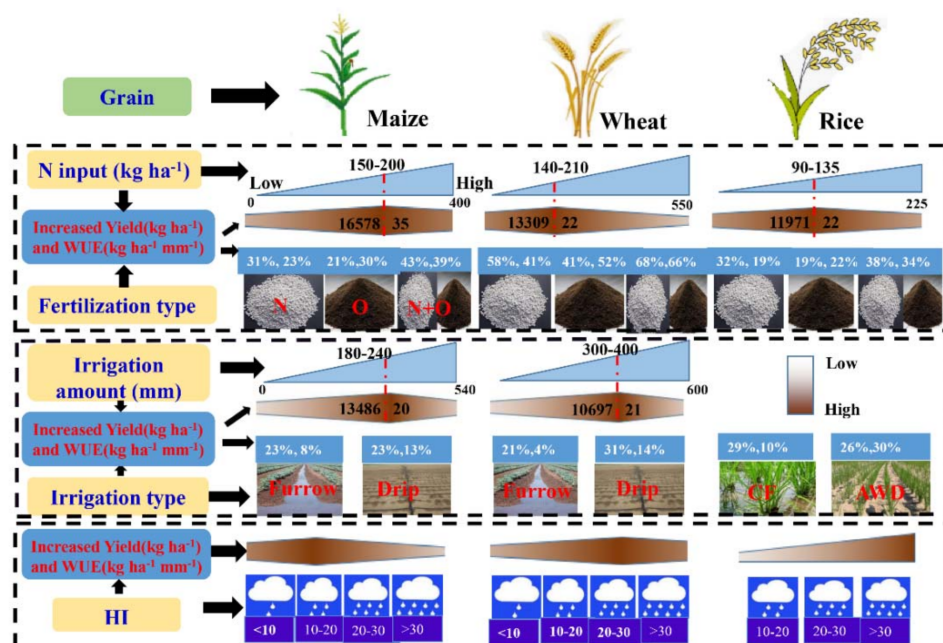 Grain
Maize
Wheat
Rice
N input (kg ha⁻¹)
Low
150-200
High
0
400
140-210
550
90-135
225
Increased Yield(kg ha⁻¹)
and WUE(kg ha⁻¹ mm⁻¹)
16578
35
13309
22
11971
22
31%, 23%
21%,30%
43%,39%
58%, 41%
41%, 52%
68%,66%
32%, 19%
19%, 22%
38%, 34%
Fertilization type
N
O
N+O
Irrigation
amount (mm)
180-240
0
540
300-400
600
Low
High
Increased Yield(kg ha⁻¹)
and WUE(kg ha⁻¹ mm⁻¹)
13486
20
10697
21
23%, 8%
23%,13%
21%,4%
31%, 14%
29%,10%
26%,30%
Irrigation type
Furrow
Drip
Furrow
Drip
CF
AWD
Increased Yield(kg ha⁻¹)
and WUE(kg ha⁻¹ mm⁻¹)
HI
<10
10-20
20-30
>30
<10
10-20
20-30
>30
10-20
20-30
>30